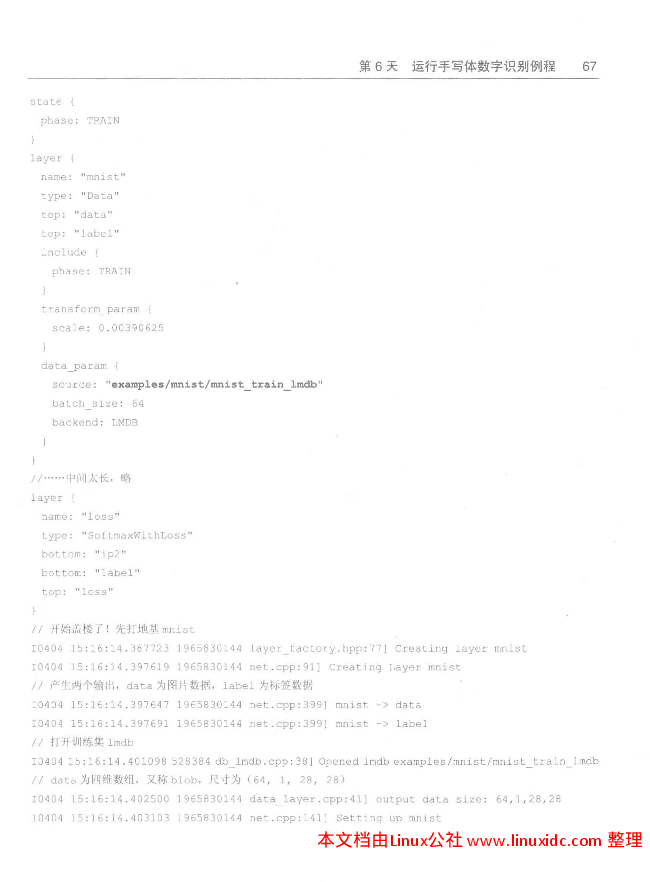 第 6 天 运行手写体数字识别例程 67
state {
phase: TRAIN
}
layer {
name: "mnist"
type: "Data"
top: "data"
top: "label"
include {
phase: TRAIN
}
transform_param {
scale: 0.00390625
}
data_param {
source: "examples/mnist/mnist_train_lmdb"
batch_size: 64
backend: LMDB
}
}
//……中间太长，略
layer {
name: "loss"
type: "SoftmaxWithLoss"
bottom: "ip2"
bottom: "label"
top: "loss"
}
// 开始盖楼了！先打地基 mnist
I0404 15:16:14.387723 1965830144 layer_factory.hpp:77] Creating layer mnist
I0404 15:16:14.397619 1965830144 net.cpp:91] Creating Layer mnist
// 产生两个输出，data 为图片数据，label 为标签数据
I0404 15:16:14.397647 1965830144 net.cpp:399] mnist -> data
I0404 15:16:14.397691 1965830144 net.cpp:399] mnist -> label
// 打开训练集 lmdb
I0404 15:16:14.401098 528384 db_lmdb.cpp:38] Opened lmdb examples/mnist/mnist_train_lmdb
// data 为四维数组，又称 blob，尺寸为（64, 1, 28, 28）
I0404 15:16:14.402500 1965830144 data_layer.cpp:41] output data size: 64,1,28,28
I0404 15:16:14.403103 1965830144 net.cpp:141] Setting up mnist
本文档由Linux公社 www.linuxidc.com 整理